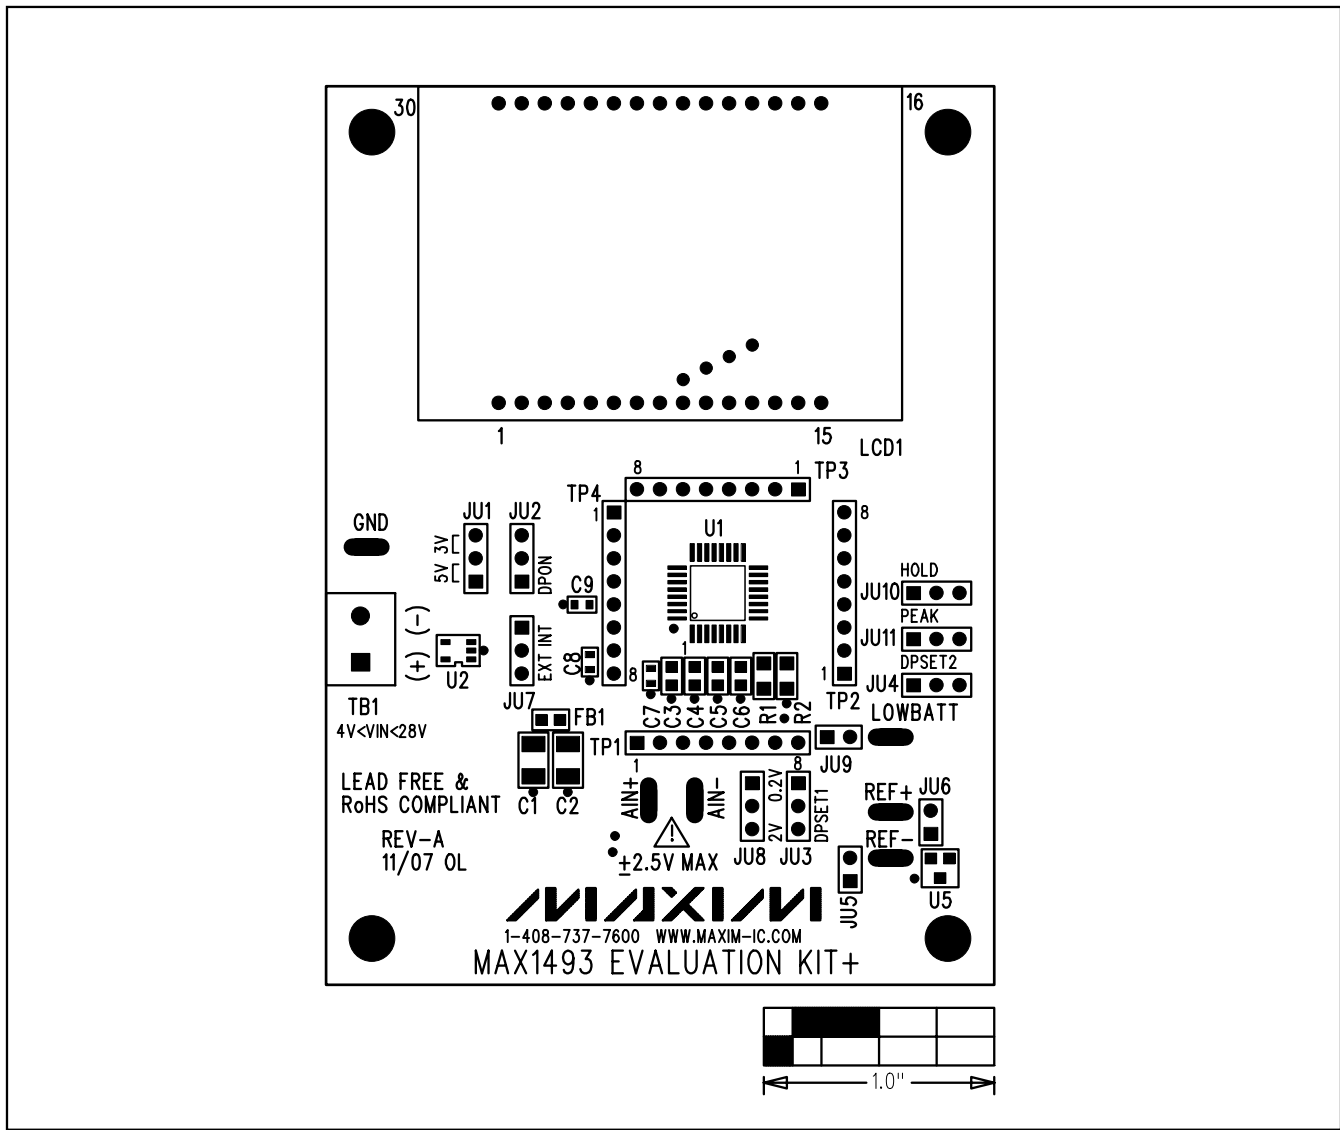 30
16
1
15
LCD1
8
1
TP3
TP4
1
JU1
JU2
U1
8
GND
3V
5V
DPON
C9
HOLD
JU10
PEAK
JU11
DPSET2
JU4
(-)
(+)
U2
EXT INT
JU7
C8
1
8
C7
C3
C4
C5
C6
R1
R2
1
TP2
LOWBATT
TB1
4V<VIN<28V
FB1
TP1
1
8
JU9
LEAD FREE &
RoHS COMPLIANT
C1
C2
AIN+
AIN-
0.2V
2V
DPSET1
JU8
JU3
REF+
JU6
REF-
REV-A
11/07 OL
±2.5V MAX
JU5
U5
MAXIM
1-408-737-7600 WWW.MAXIM-IC.COM
MAX1493 EVALUATION KIT+
1.0"